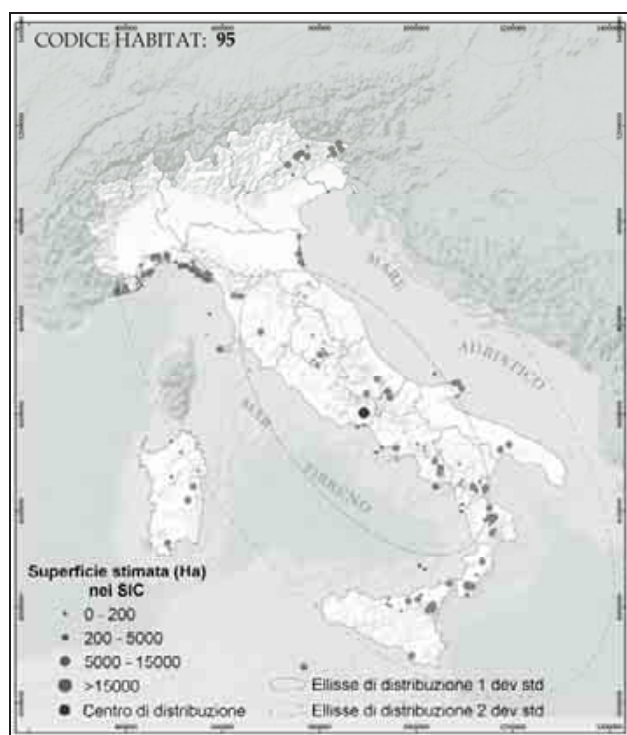 CODICE HABITAT: 95
MARE
ADRIATICO
MAR
TIRRENO
Superficie stimata (Ha)
nei SIC
0 - 200
200 - 5000
5000 - 15000
>15000
Centro di distribuzione
Ellisse di distribuzione 1 dev std
Ellisse di distribuzione 2 dev std